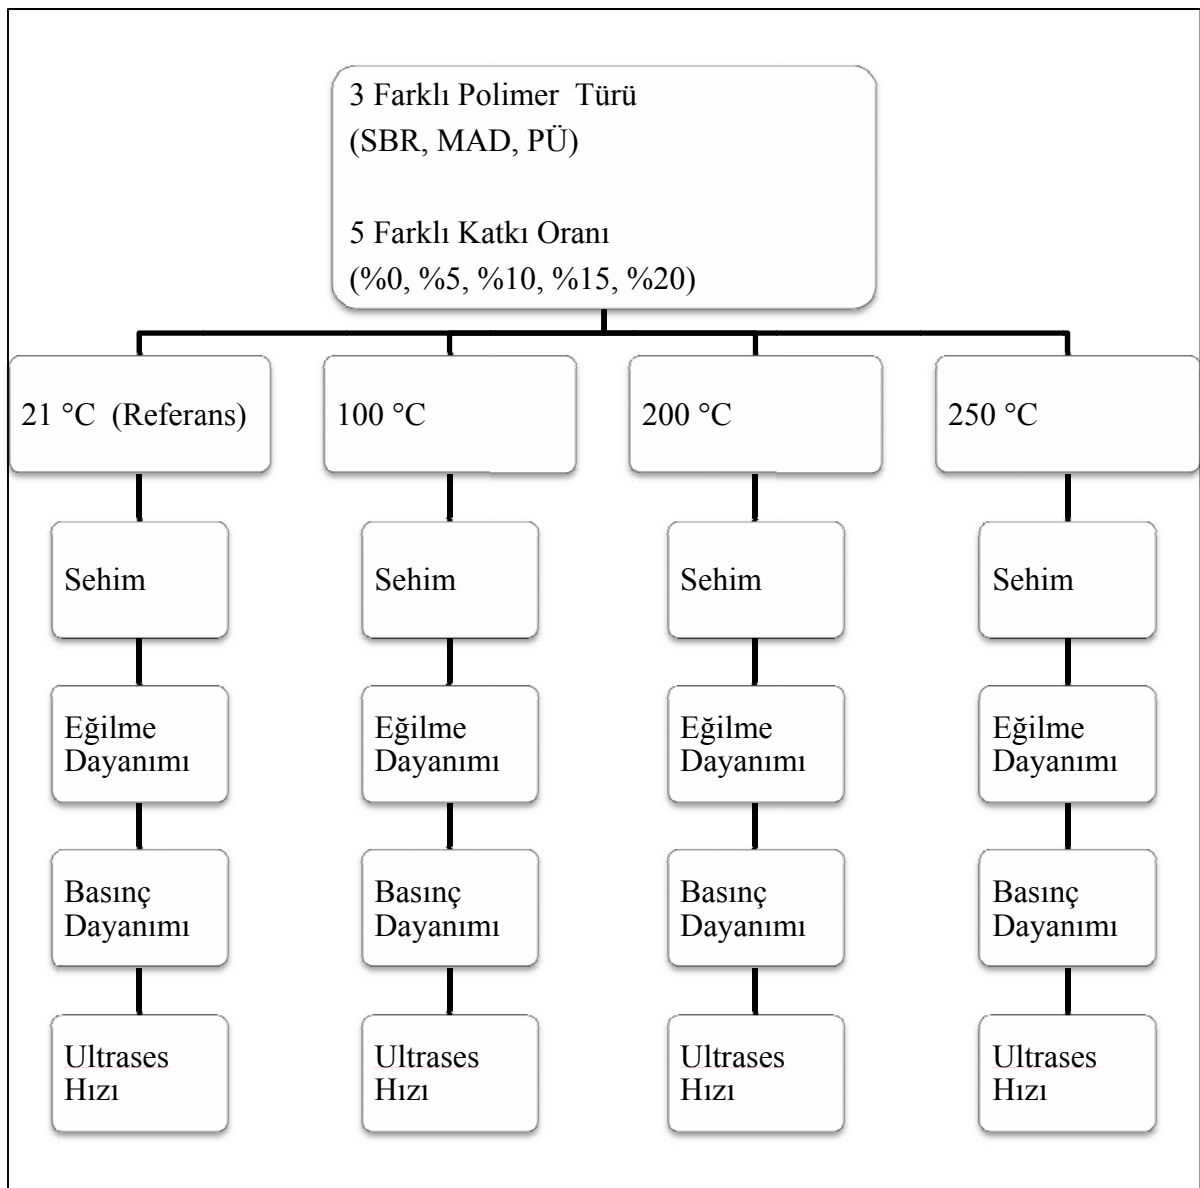 3 Farklı Polimer Türü
(SBR, MAD, PÜ)
5 Farklı Katkı Oranı
(%0, %5, %10, %15, %20)
21 °C (Referans)
100 °C
200 °C
250 °C
Sehim
Sehim
Sehim
Sehim
Eğilme
Dayanımı
Eğilme
Dayanımı
Eğilme
Dayanımı
Eğilme
Dayanımı
Basınç
Dayanımı
Basınç
Dayanımı
Basınç
Dayanımı
Basınç
Dayanımı
Ultrases
Hızı
Ultrases
Hızı
Ultrases
Hızı
Ultrases
Hızı